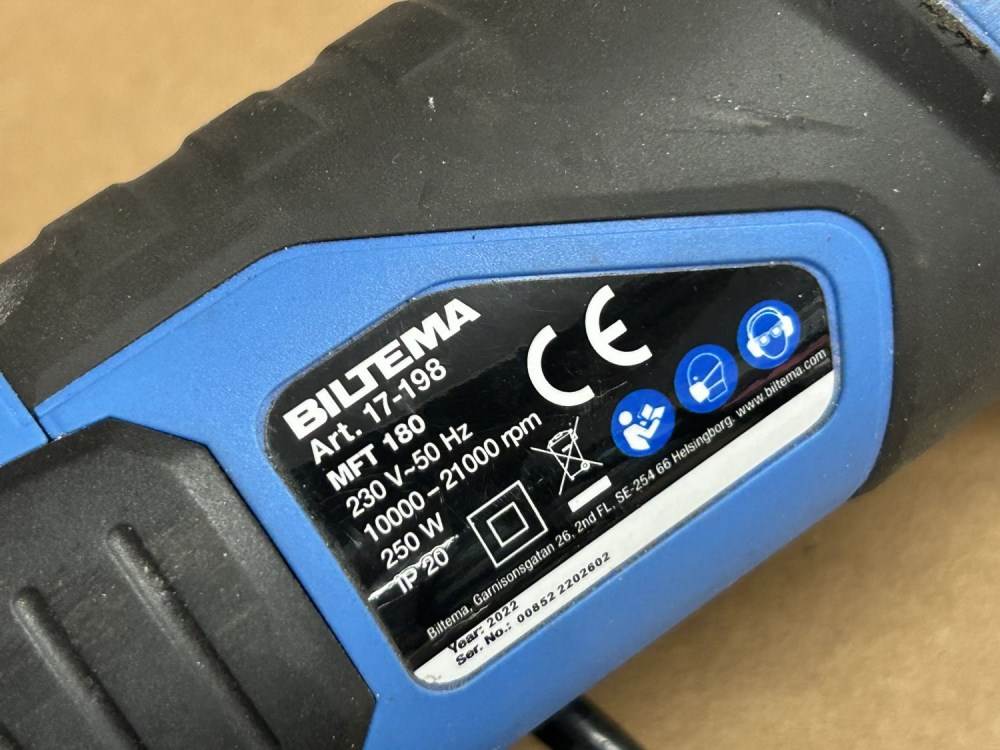 BILTEMA
Art. 17-198
MFT 180
230 V~50 Hz
10000 – 21000 rpm
250 W
IP 20
CE
Biltema, Garnisonsgatan 26, 2nd FL, SE-254 66 Helsingborg. www.biltema.com
Year: 2022
Ser. No.: 00852 2202602